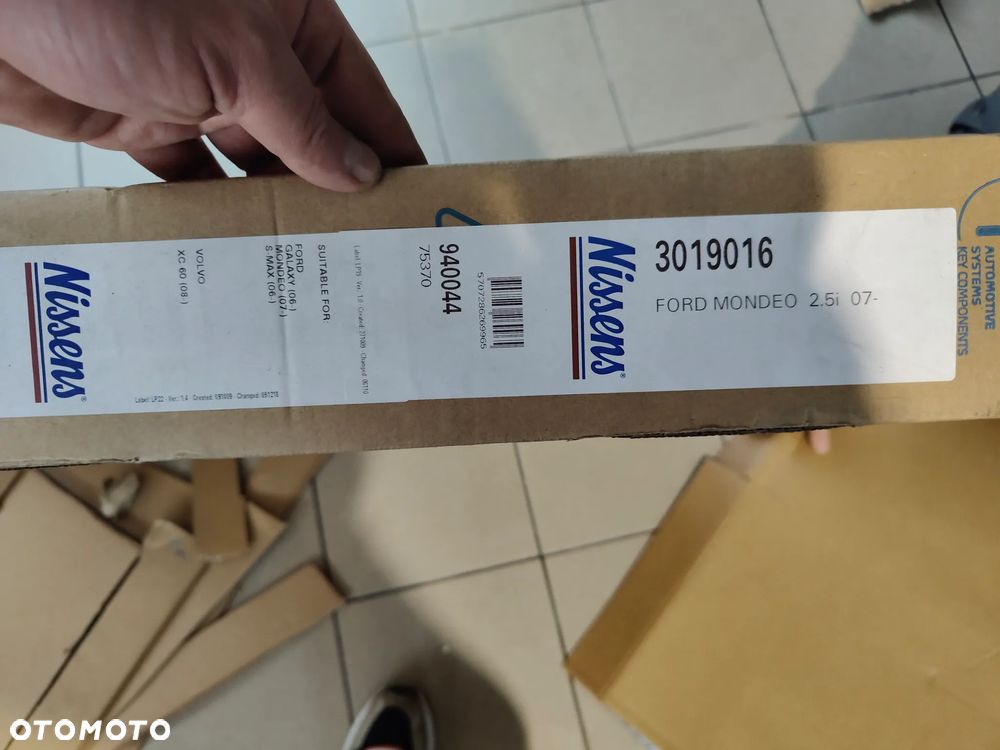 Nissens®
3019016
FORD MONDEO 2.5i 07-
940044
75370
5707286269965
SUITABLE FOR:
FORD
GALAXY (06.)
MONDEO (07.)
S MAX (06.)
VOLVO
XC 60 (08.)
Nissens®
AUTOMOTIVE
SYSTEMS
KEY COMPONENTS
OTOMOTO